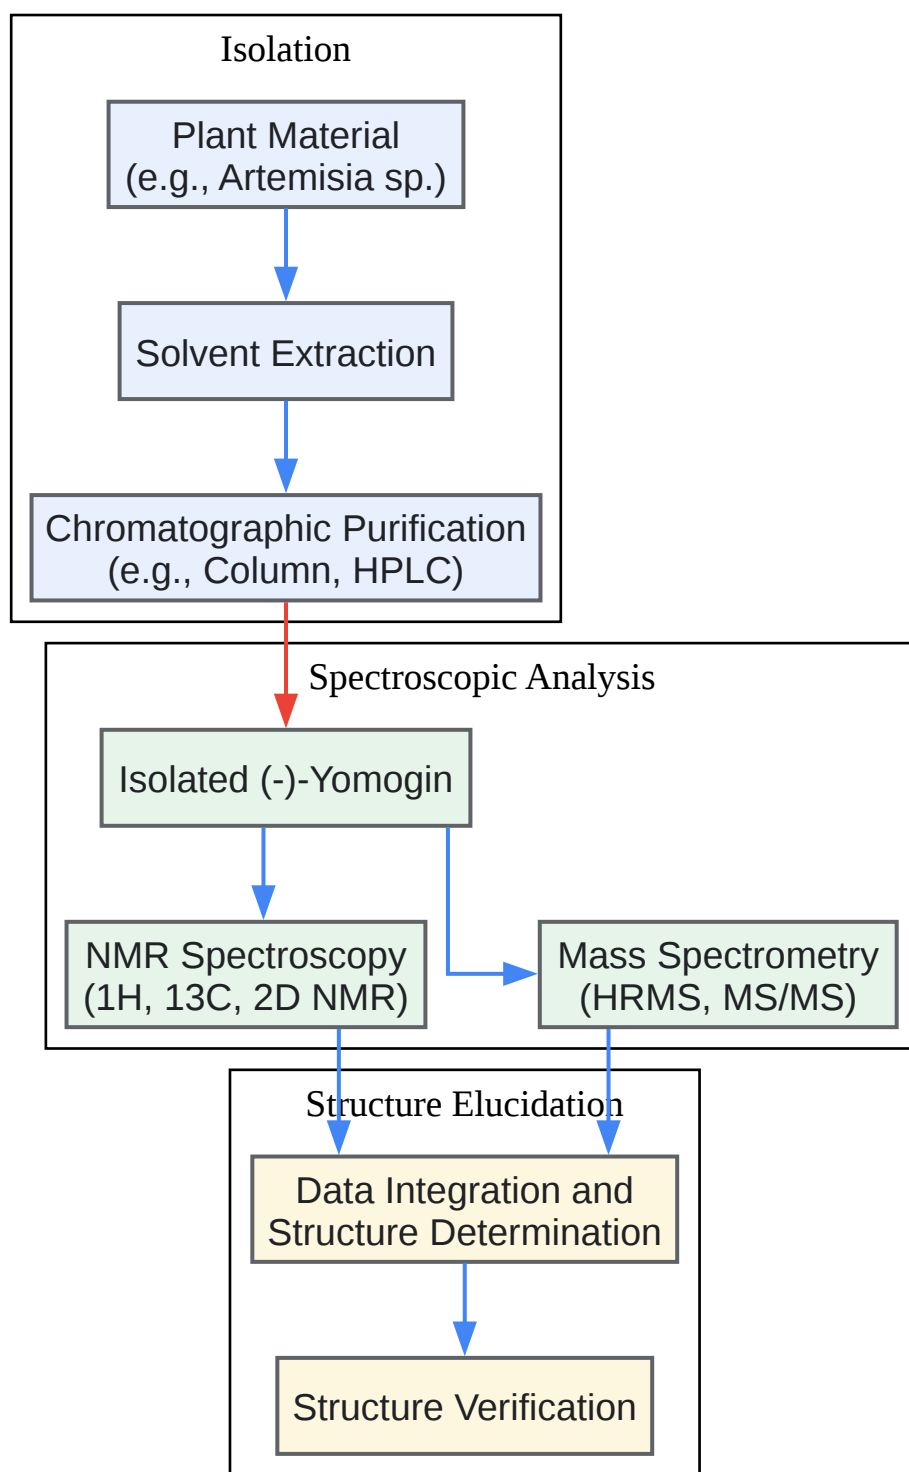 Isolation
Plant Material
(e.g., Artemisia sp.)
Solvent Extraction
Chromatographic Purification
(e.g., Column, HPLC)
Spectroscopic Analysis
Isolated (-)-Yomogin
NMR Spectroscopy
(1H, 13C, 2D NMR)
Mass Spectrometry
(HRMS, MS/MS)
Structure Elucidation
Data Integration and
Structure Determination
Structure Verification